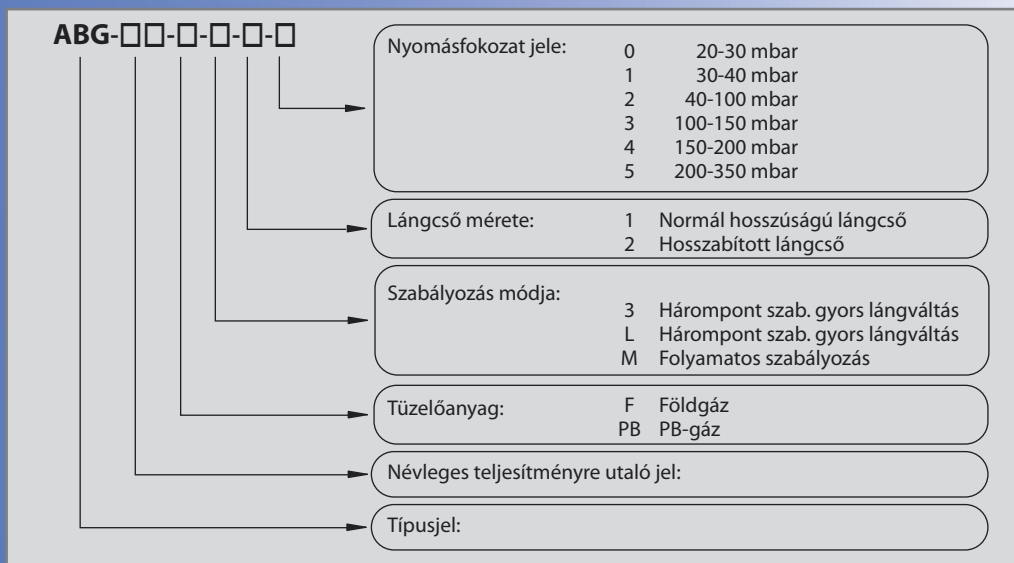 ABG-□□-□-□-□-□
Nyomásfokozat jele:
0 20-30 mbar
1 30-40 mbar
2 40-100 mbar
3 100-150 mbar
4 150-200 mbar
5 200-350 mbar
Lángcső mérete:
1 Normál hosszúságú lángcső
2 Hosszabított lángcső
Szabályozás módja:
3 Hárompont szab. gyors lángváltás
L Hárompont szab. gyors lángváltás
M Folyamatos szabályozás
Tüzelőanyag:
F Földgáz
PB PB-gáz
Névleges teljesítményre utaló jel:
Típusjel: